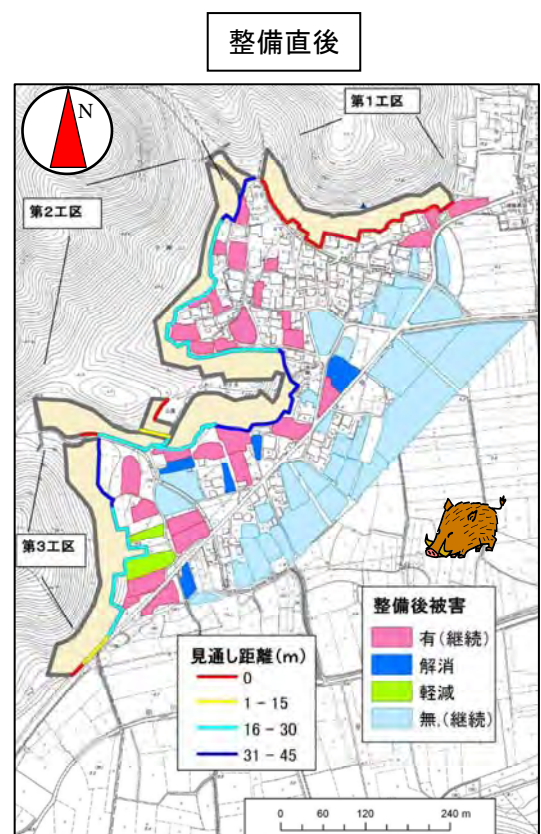 整備直後
N
第1工区
第2工区
第3工区
見通し距離(m)
0
1 - 15
16 - 30
31 - 45
整備後被害
有(継続)
解消
軽減
無.(継続)
0 60 120 240 m